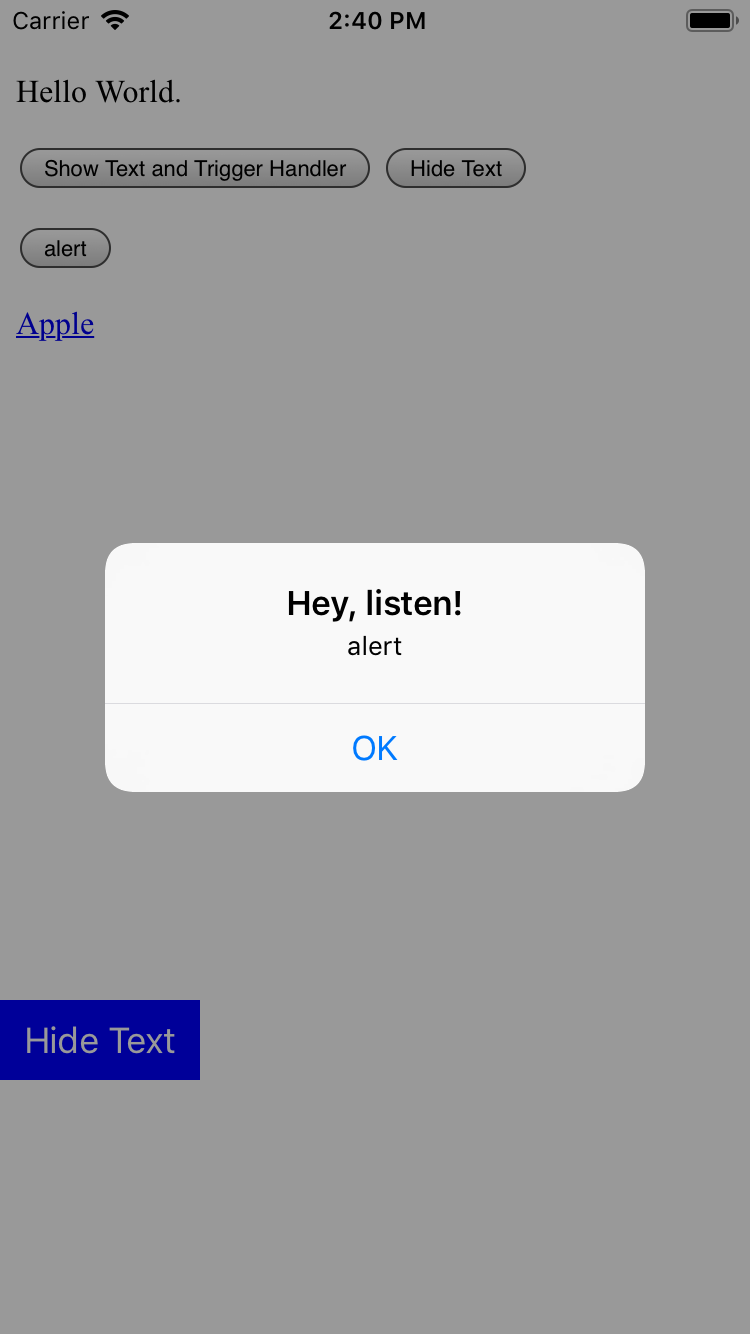 Carrier 2:40 PM
Hello World.
Show Text and Trigger Handler Hide Text
alert
Apple
Hey, listen!
alert
OK
Hide Text